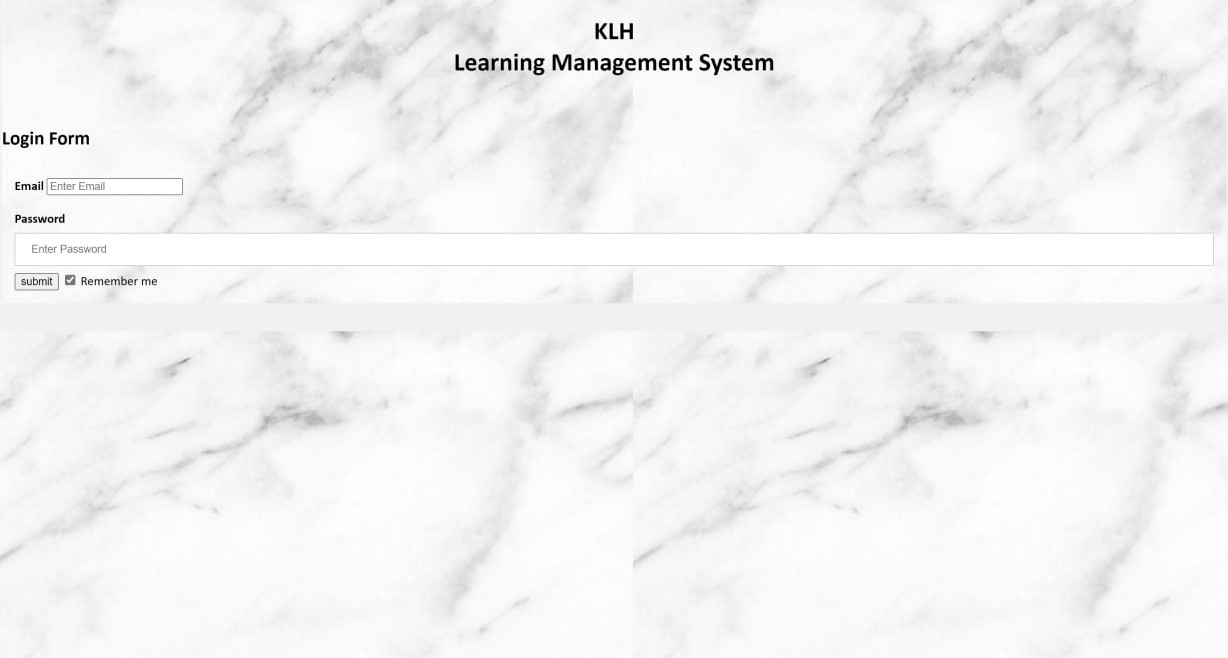 KLH
Learning Management System
Login Form
Email Enter Email
Password
Enter Password
submit Remember me